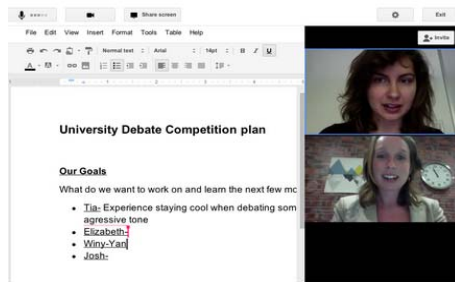 Share screen
Exit
File Edit View Insert Format Tools Table Help
Invite
Normal text Arial 14pt B I U
A
University Debate Competition plan
Our Goals
What do we want to work on and learn the next few mo
Tia- Experience staying cool when debating som
agressive tone
Elizabeth-
Winy-Yan
Josh-